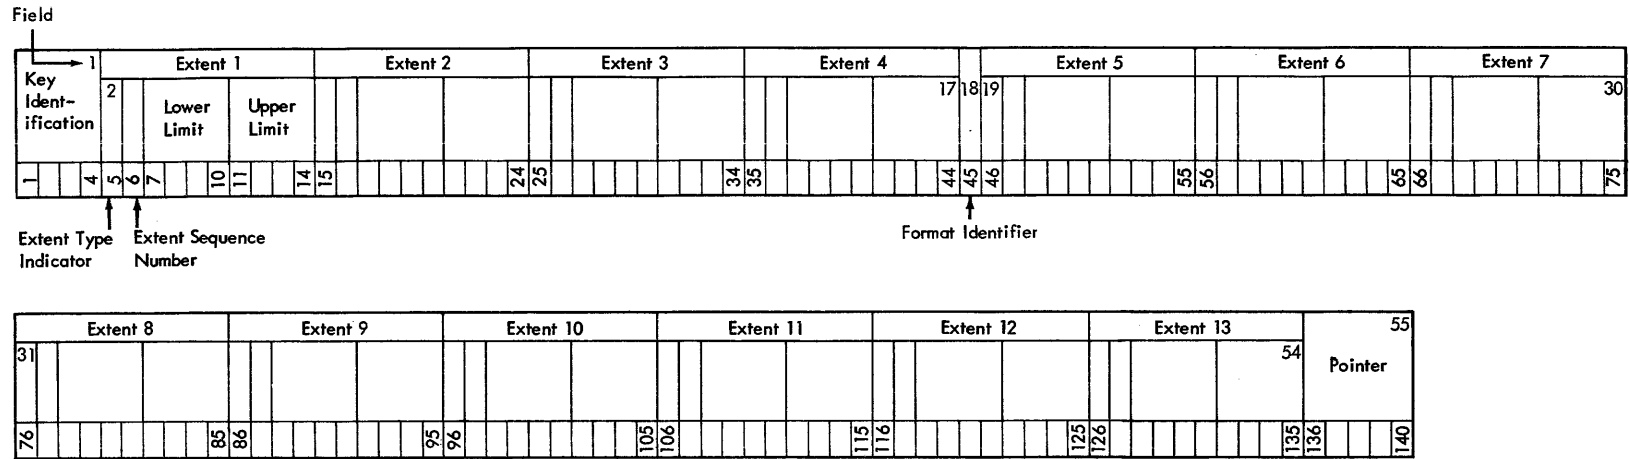 Field
1 Extent 1 Extent 2 Extent 3 Extent 4 Extent 5 Extent 6 Extent 7
Key Ident-ification
2 17 18 19 30
Lower Limit
Upper Limit
1 4 5 6 7 10 11 14 15 24 25 34 35 44 45 46 55 56 65 66 75
Extent Type Indicator
Extent Sequence Number
Format Identifier
Extent 8 Extent 9 Extent 10 Extent 11 Extent 12 Extent 13 55
31 54
Pointer
76 85 86 95 96 105 106 115 116 125 126 135 136 140